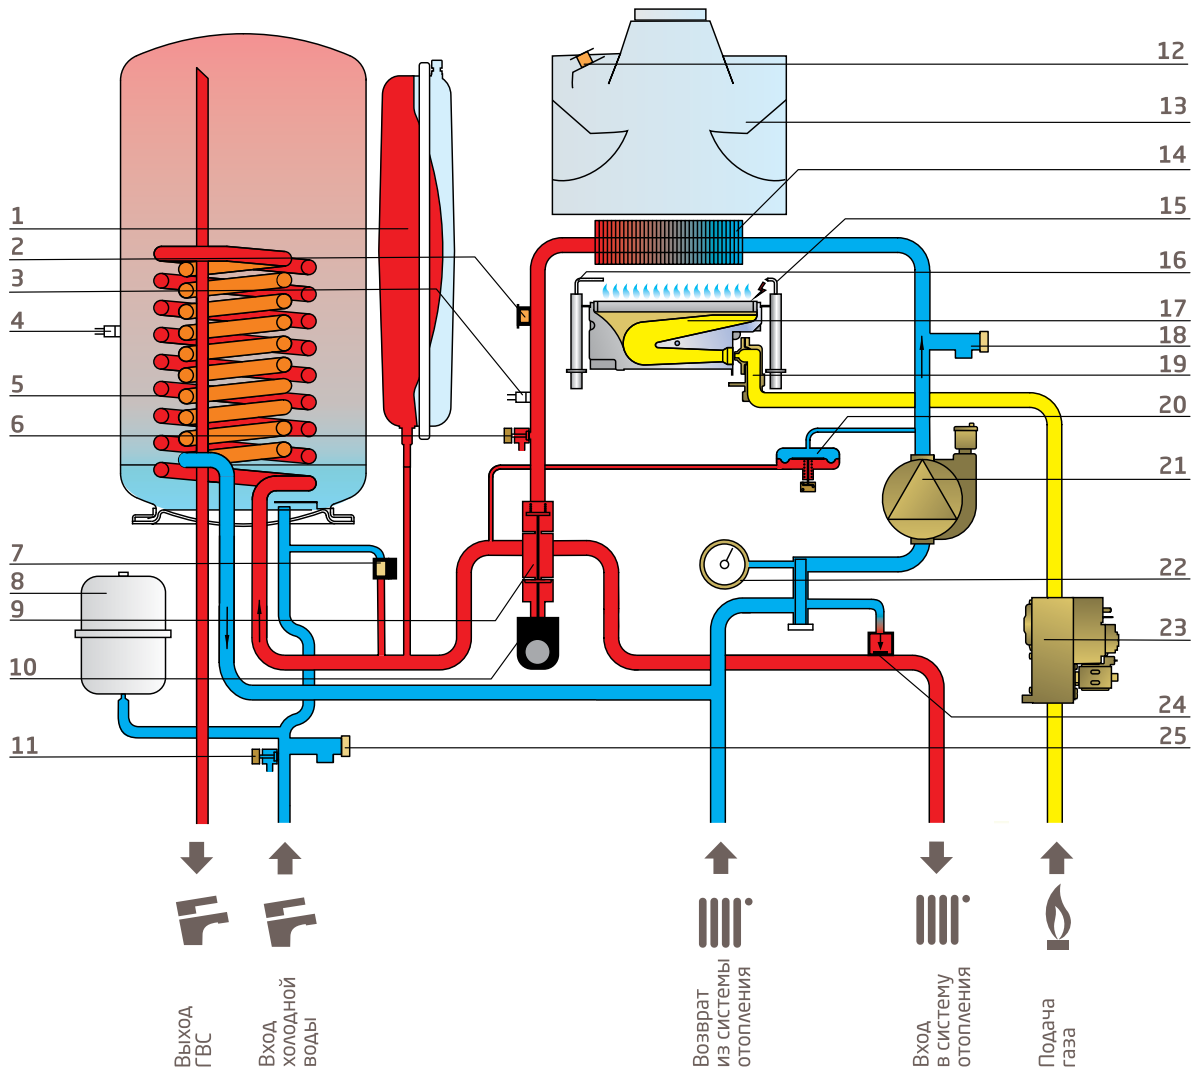 1
2
3
4
5
6
7
8
9
10
11
12
13
14
15
16
17
18
19
20
21
22
23
24
25
Выход
ГВС
Вход
холодной
воды
Возврат
из системы
отопления
Вход
в систему
отопления
Подача
газа